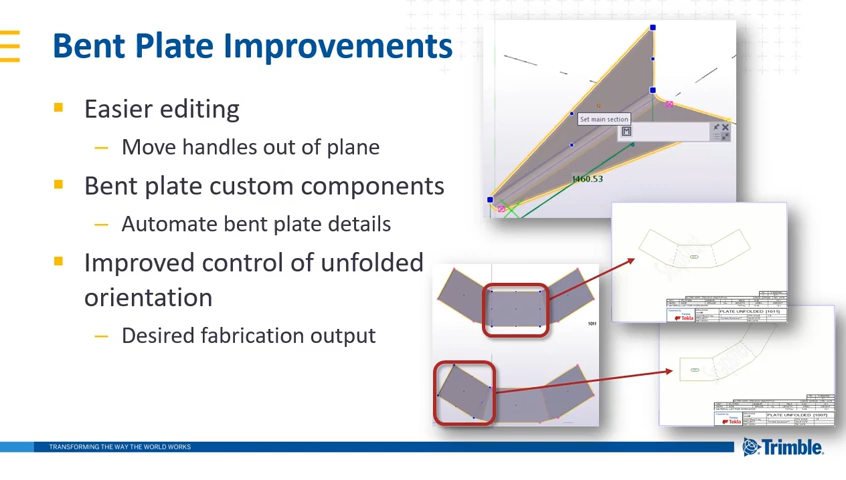 Bent Plate Improvements
Easier editing
– Move handles out of plane
Bent plate custom components
– Automate bent plate details
Improved control of unfolded
orientation
– Desired fabrication output
Set main section
1460.53
1011
Tekla
PLATE UNFOLDED [1011]
Tekla
PLATE UNFOLDED [1007]
TRANSFORMING THE WAY THE WORLD WORKS
Trimble